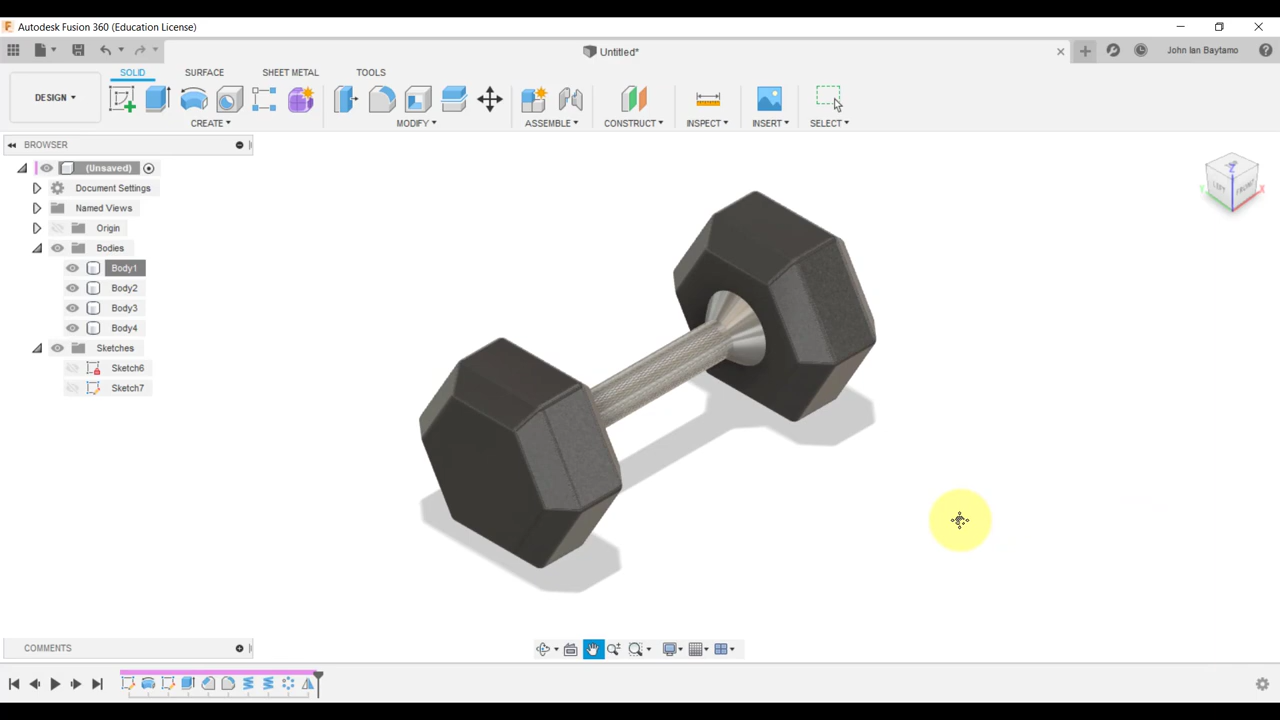 Autodesk Fusion 360 (Education License)
Untitled*
John Ian Baytamo
SOLID SURFACE SHEET METAL TOOLS
DESIGN
CREATE MODIFY ASSEMBLE CONSTRUCT INSPECT INSERT SELECT
BROWSER
(Unsaved)
Document Settings
Named Views
Origin
Bodies
Body1
Body2
Body3
Body4
Sketches
Sketch6
Sketch7
LEFT FRONT
Z
X
COMMENTS